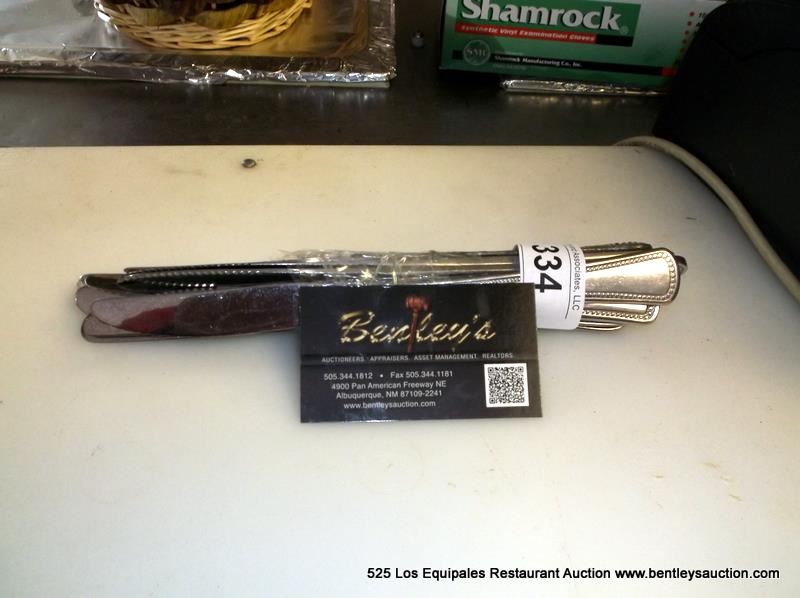 Shamrock
Synthetic Vinyl Examination Gloves
SMC
Shamrock Manufacturing Co., Inc.
334
Associates, LLC
Bentley's
AUCTIONEERS. APPRAISERS. ASSET MANAGEMENT. REALTORS
505.344.1812 • Fax 505.344.1181
4900 Pan American Freeway NE
Albuquerque, NM 87109-2241
www.bentleysauction.com
525 Los Equipales Restaurant Auction www.bentleysauction.com